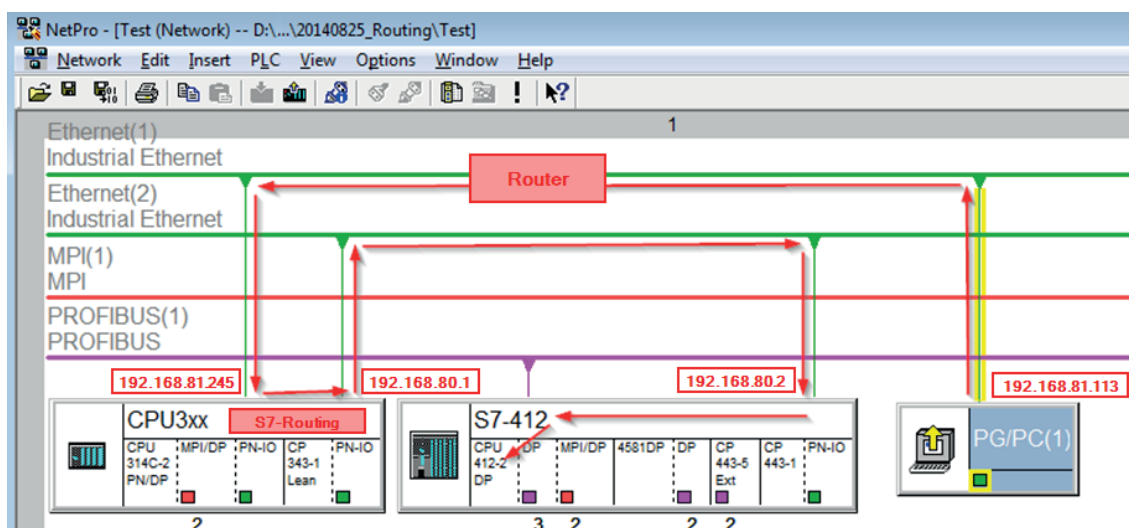 NetPro - [Test (Network) -- D:\...\20140825_Routing\Test]
Network Edit Insert PLC View Options Window Help
1
Ethernet(1)
Industrial Ethernet
Router
Ethernet(2)
Industrial Ethernet
MPI(1)
MPI
PROFIBUS(1)
PROFIBUS
192.168.81.245
192.168.80.1
192.168.80.2
192.168.81.113
CPU3xx
S7-Routing
CPU
314C-2
PN/DP
MPI/DP
PN-IO
CP
343-1
Lean
PN-IO
2
S7-412
CPU
412-2
DP
DP
MPI/DP
4581DP
DP
CP
443-5
Ext
CP
443-1
PN-IO
3 2 2 2
PG/PC(1)